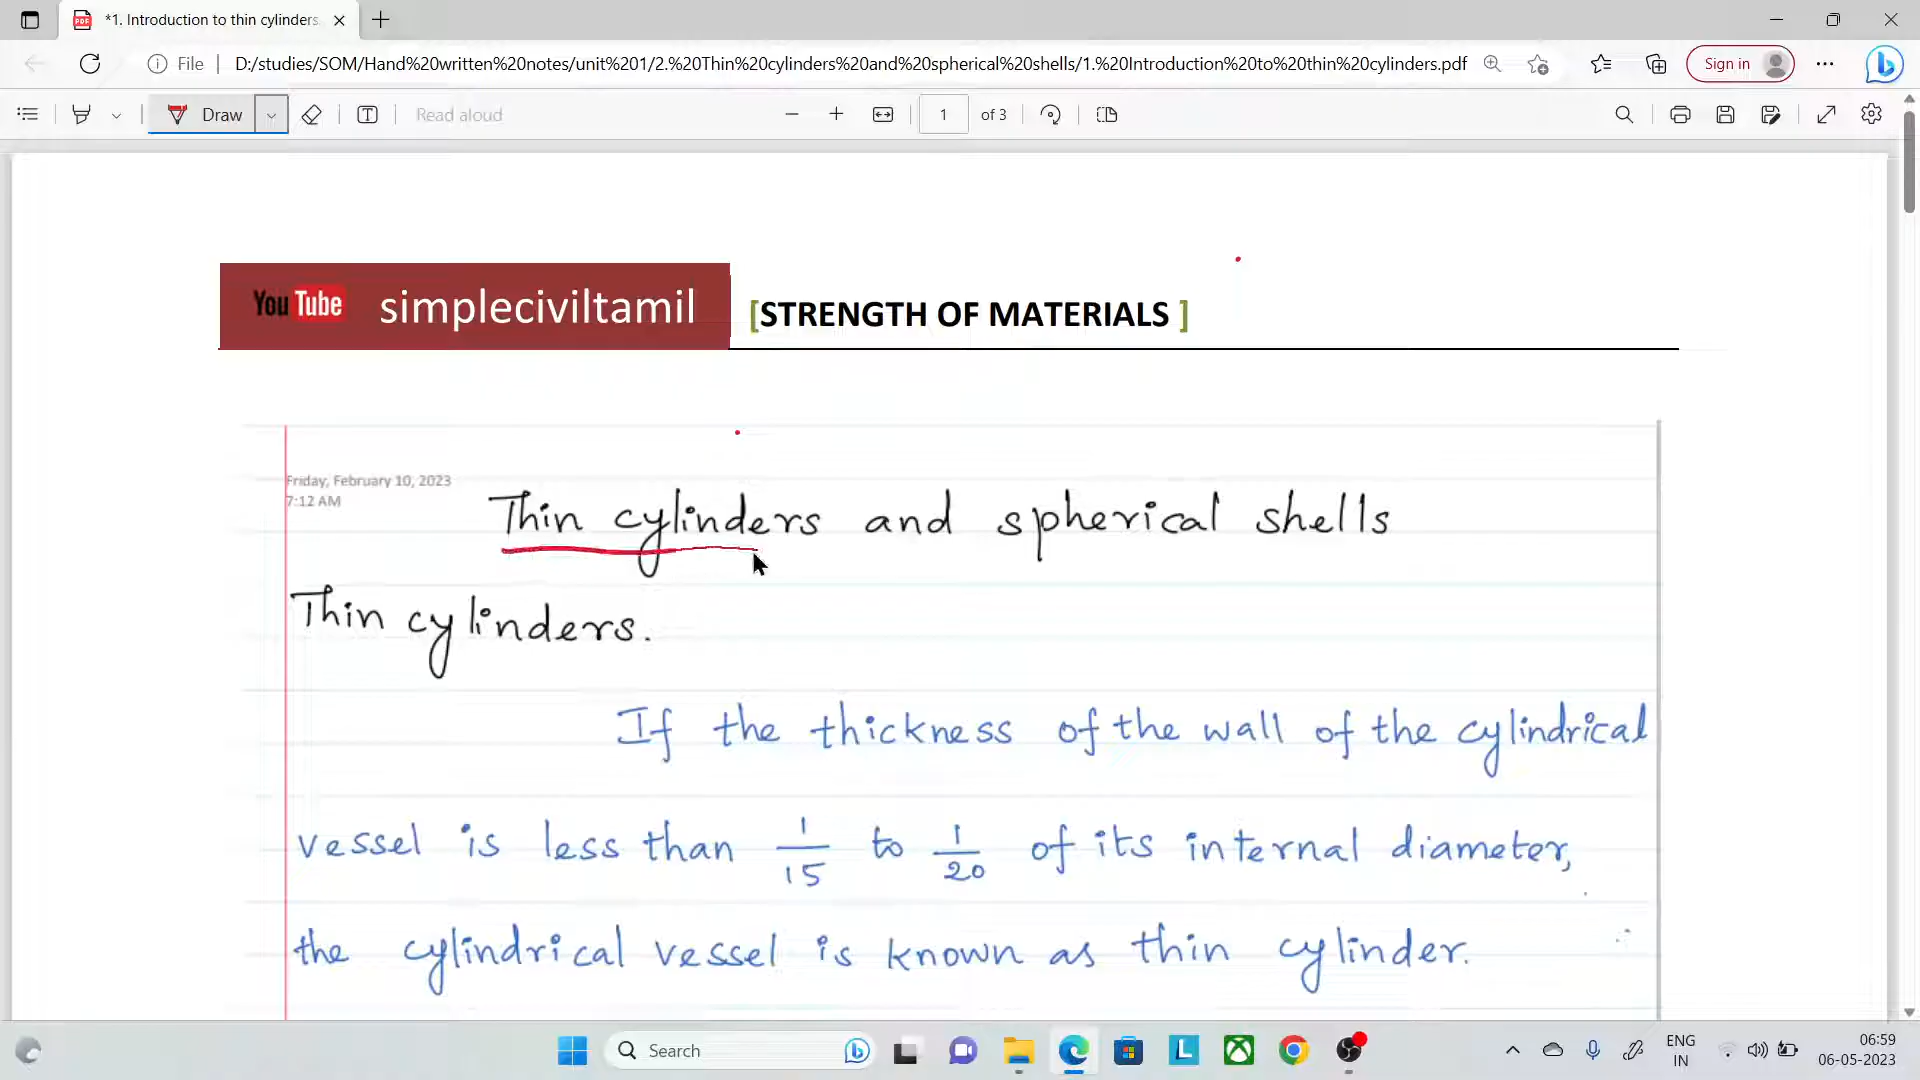 *1. Introduction to thin cylinders.
File D:/studies/SOM/Hand%20written%20notes/unit%201/2.%20Thin%20cylinders%20and%20spherical%20shells/1.%20Introduction%20to%20thin%20cylinders.pdf Sign in
Draw Read aloud 1 of 3
YouTube simpleciviltamil [STRENGTH OF MATERIALS ]
Friday, February 10, 2023
7:12 AM
Thin cylinders and spherical shells
Thin cylinders.
If the thickness of the wall of the cylindrical
vessel is less than 1/15 to 1/20 of its internal diameter,
the cylindrical vessel is known as thin cylinder.
Search
ENG
IN
06:59
06-05-2023